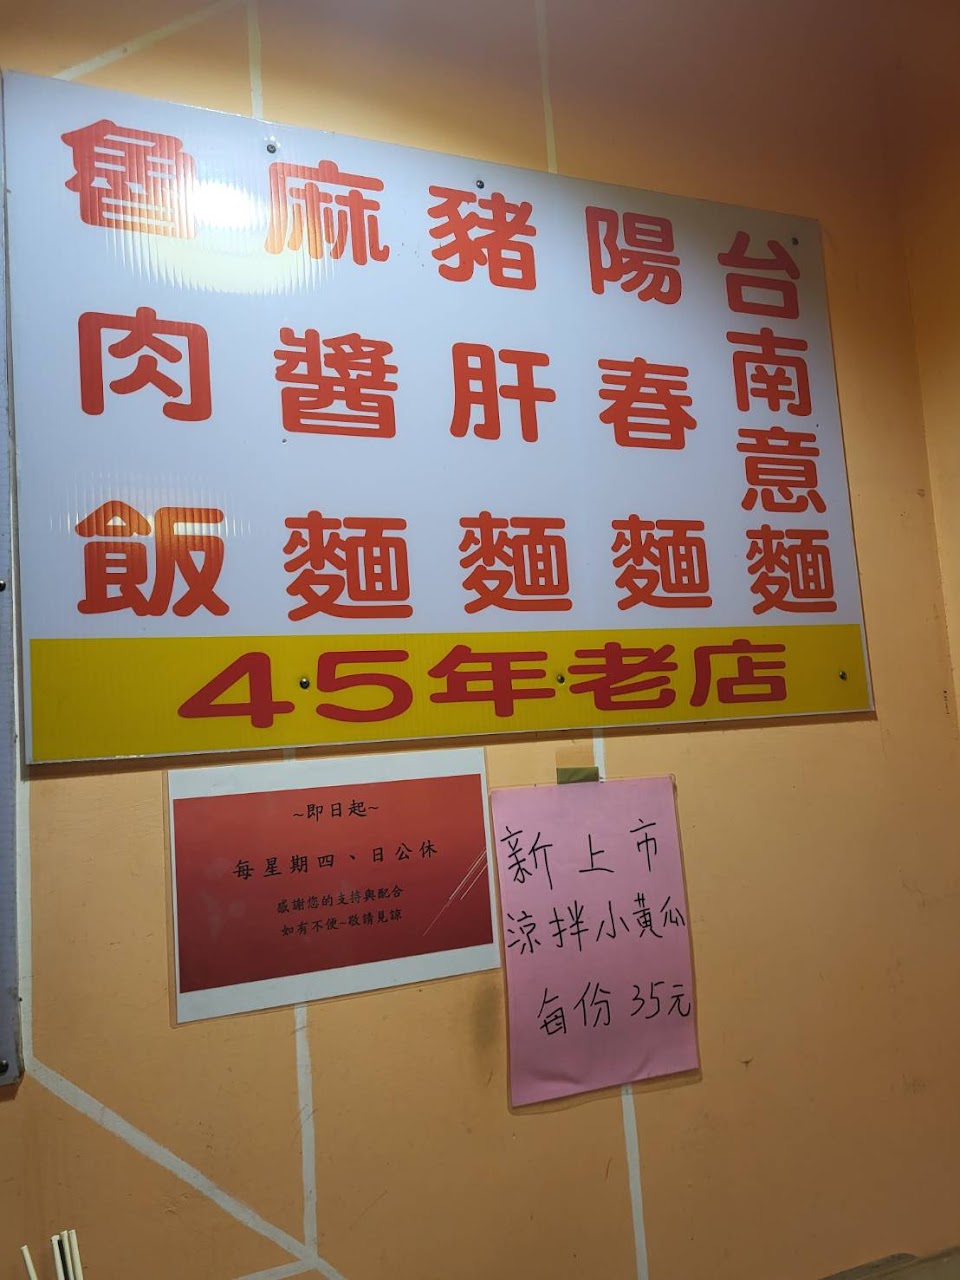 台南意麵
陽春麵
豬肝麵
麻醬麵
魯肉飯
45年老店
~即日起~
每星期四、日公休
感謝您的支持與配合
如有不便~敬請見諒
新上市
涼拌小黃瓜
每份35元